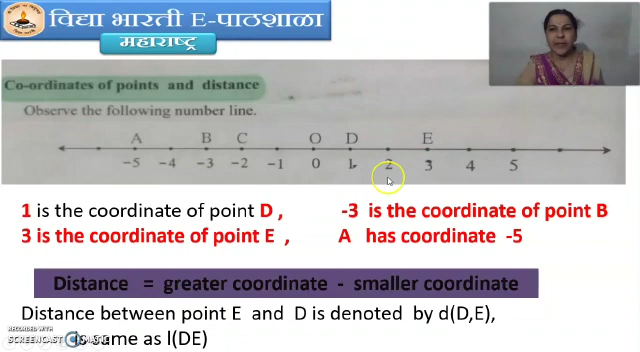 विद्या भारती E-पाठशाळा
महाराष्ट्र
Co-ordinates of points and distance
Observe the following number line.
A B C O D E
-5 -4 -3 -2 -1 0 1 2 3 4 5
1 is the coordinate of point D , -3 is the coordinate of point B
3 is the coordinate of point E , A has coordinate -5
Distance = greater coordinate - smaller coordinate
Distance between point E and D is denoted by d(D,E),
is same as l(DE)
RECORDED WITH
SCREENCAST MATIC